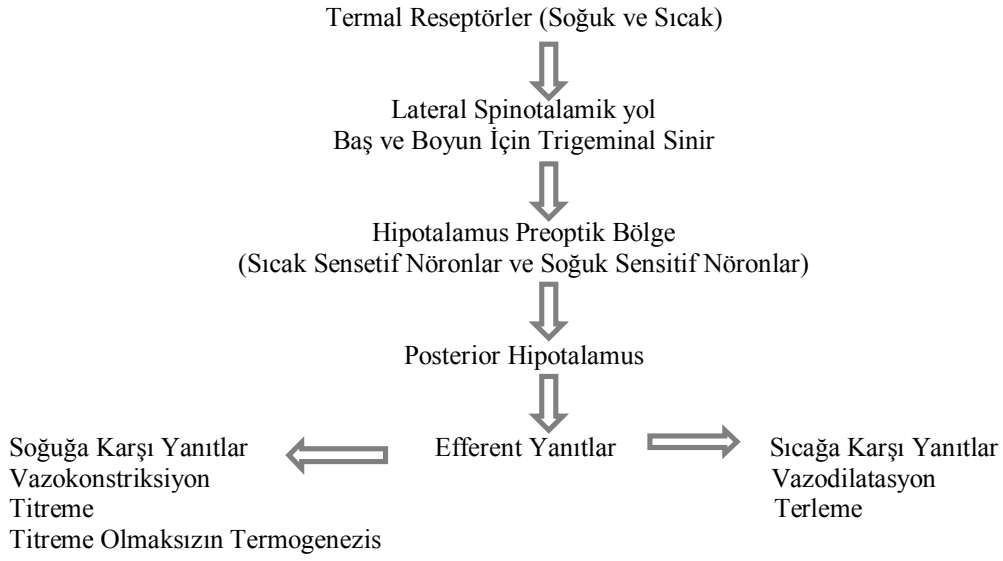 Termal Reseptörler (Soğuk ve Sıcak)
Lateral Spinotalamik yol
Baş ve Boyun İçin Trigeminal Sinir
Hipotalamus Preoptik Bölge
(Sıcak Sensetif Nöronlar ve Soğuk Sensitif Nöronlar)
Posterior Hipotalamus
Efferent Yanıtlar
Soğuğa Karşı Yanıtlar
Vazokonstriksiyon
Titreme
Titreme Olmaksızın Termogenezis
Sıcağa Karşı Yanıtlar
Vazodilatasyon
Terleme